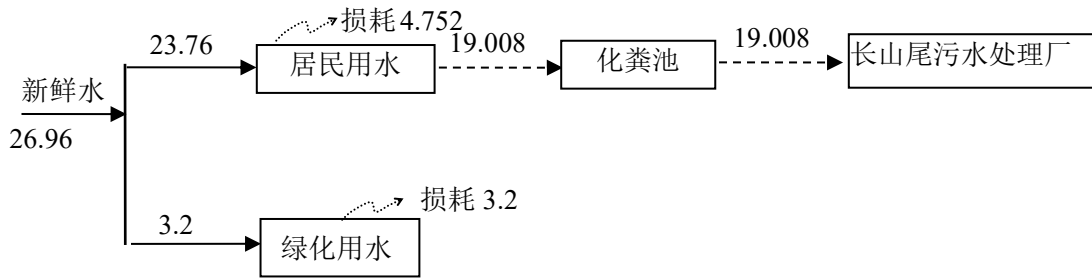 损耗 4.752
23.76
19.008
19.008
居民用水
化粪池
长山尾污水处理厂
新鲜水
26.96
损耗 3.2
3.2
绿化用水